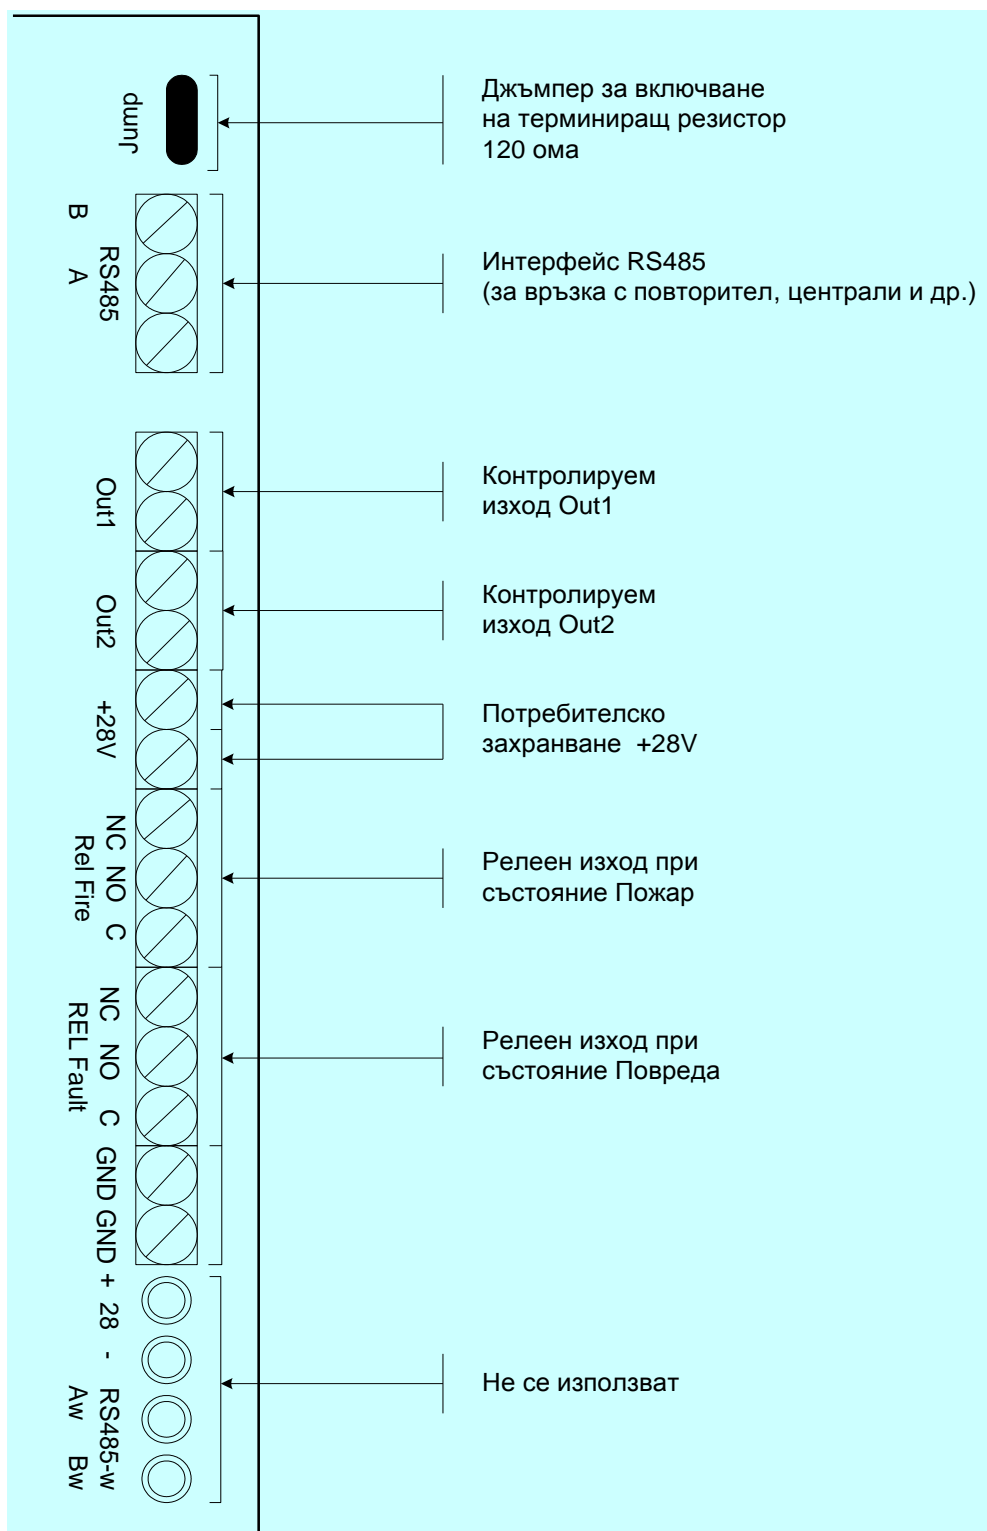 Jump
Джъмпер за включване
на терминиращ резистор
120 ома
B
A
RS485
Интерфейс RS485
(за връзка с повторител, централи и др.)
Out1
Контролируем
изход Out1
Out2
Контролируем
изход Out2
+28V
Потребителско
захранване +28V
NC NO C
Rel Fire
Релеен изход при
състояние Пожар
NC NO C
REL Fault
Релеен изход при
състояние Повреда
GND GND
+ 28 -
RS485-w
Aw Bw
Не се използват